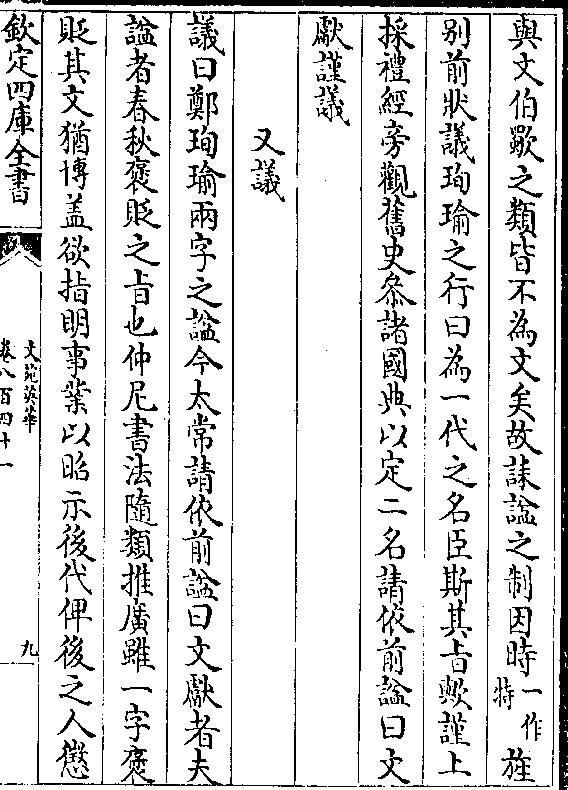 與文伯歜之類皆不為文矣故誄諡之制因時一作特旌
别前狀議珣瑜之行曰為一代之名臣斯其旨歟謹上
採禮經旁觀舊史叅諸國典以定二名請依前諡曰文
獻謹議
又議
議曰鄭珣瑜兩字之諡今太常請依前諡曰文獻者夫
諡者春秋褒貶之旨也仲尼書法隨類推廣雖一字褒
貶其文猶博盖欲指明事業以昭示後代俾後之人懲
欽定四庫全書
文苑英華
卷八百四十一
九